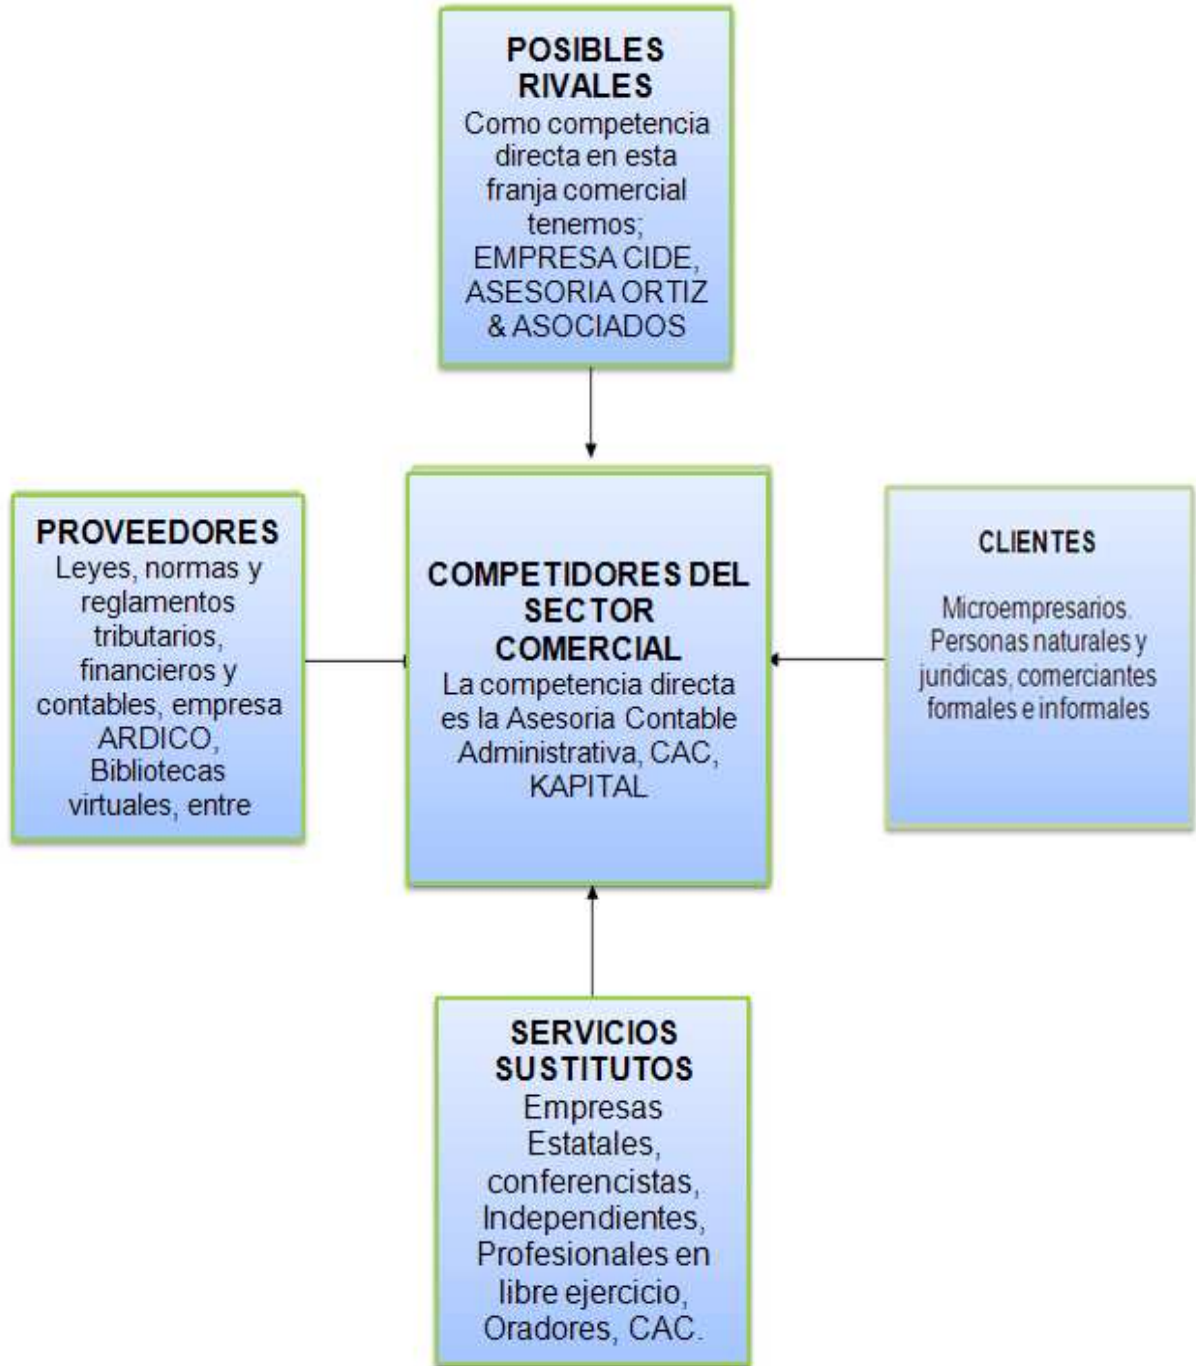 POSIBLES
RIVALES
Como competencia
directa en esta
franja comercial
tenemos;
EMPRESA CIDE,
ASESORIA ORTIZ
& ASOCIADOS
PROVEEDORES
Leyes, normas y
reglamentos
tributarios,
financieros y
contables, empresa
ARDICO,
Bibliotecas
virtuales, entre
COMPETIDORES DEL
SECTOR
COMERCIAL
La competencia directa
es la Asesoria Contable
Administrativa, CAC,
KAPITAL
CLIENTES
Microempresarios.
Personas naturales y
juridicas, comerciantes
formales e informales
SERVICIOS
SUSTITUTOS
Empresas
Estatales,
conferencistas,
Independientes,
Profesionales en
libre ejercicio,
Oradores, CAC.